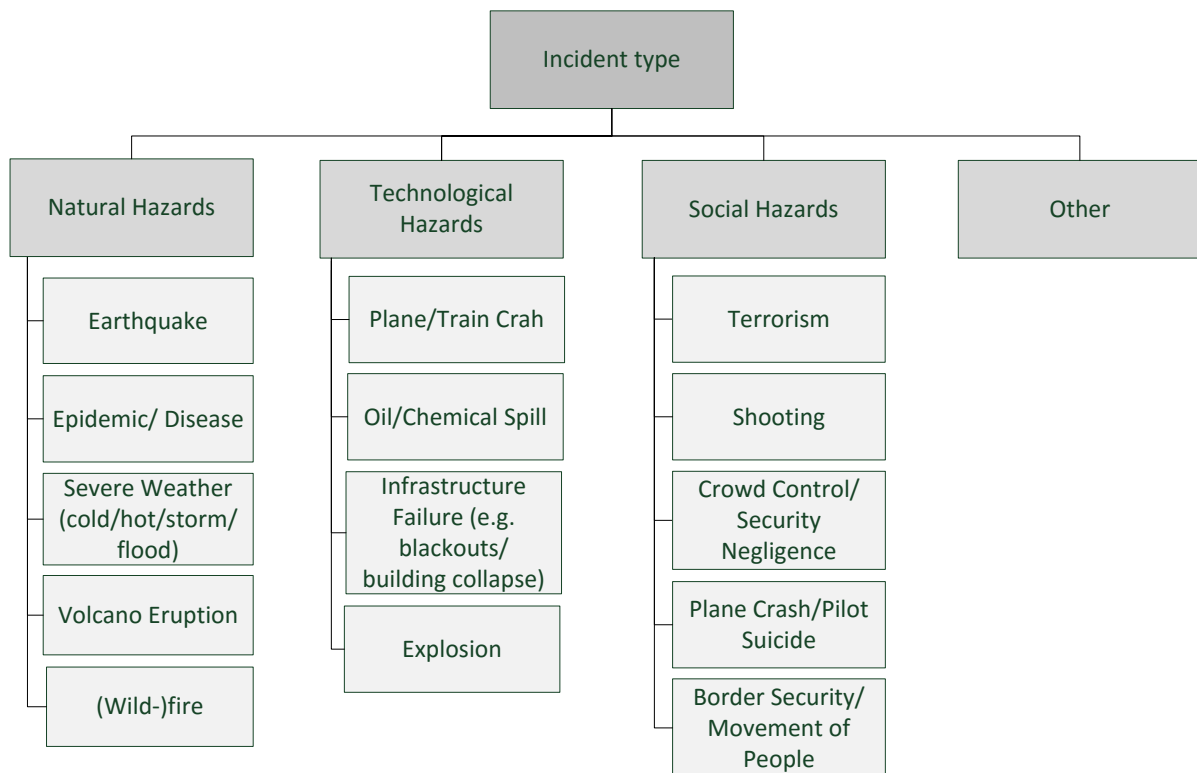 Incident type
Natural Hazards
Technological
Hazards
Social Hazards
Other
Earthquake
Epidemic/ Disease
Severe Weather
(cold/hot/storm/
flood)
Volcano Eruption
(Wild-)fire
Plane/Train Crah
Oil/Chemical Spill
Infrastructure
Failure (e.g.
blackouts/
building collapse)
Explosion
Terrorism
Shooting
Crowd Control/
Security
Negligence
Plane Crash/Pilot
Suicide
Border Security/
Movement of
People